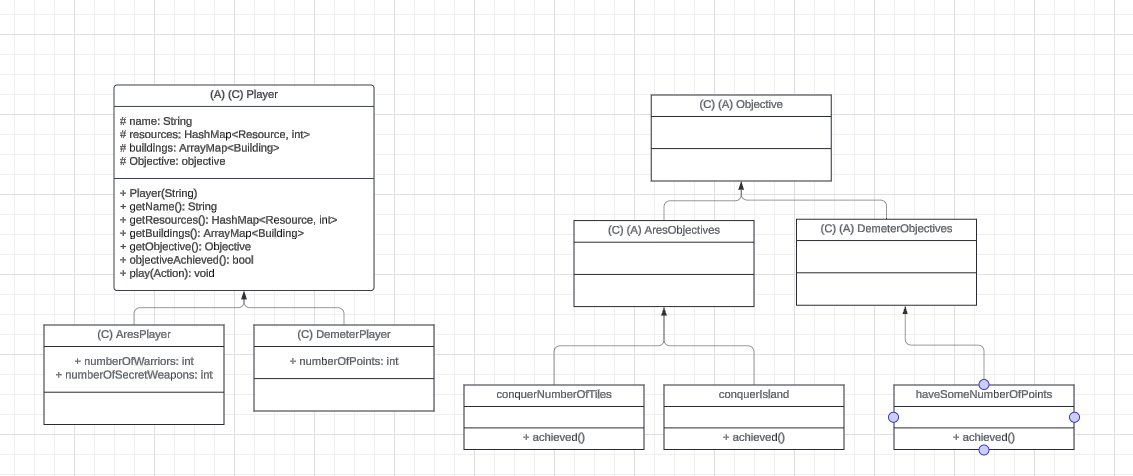 (A) (C) Player
# name: String
# resources: HashMap<Resource, int>
# buildings: ArrayMap<Building>
# Objective: objective
+ Player(String)
+ getName(): String
+ getResources(): HashMap<Resource, int>
+ getBuildings(): ArrayMap<Building>
+ getObjective(): Objective
+ objectiveAchieved(): bool
+ play(Action): void
(C) AresPlayer
+ numberOfWarriors: int
+ numberOfSecretWeapons: int
(C) DemeterPlayer
+ numberOfPoints: int
(C) (A) Objective
(C) (A) AresObjectives
(C) (A) DemeterObjectives
conquerNumberOfTiles
+ achieved()
conquerIsland
+ achieved()
haveSomeNumberOfPoints
+ achieved()